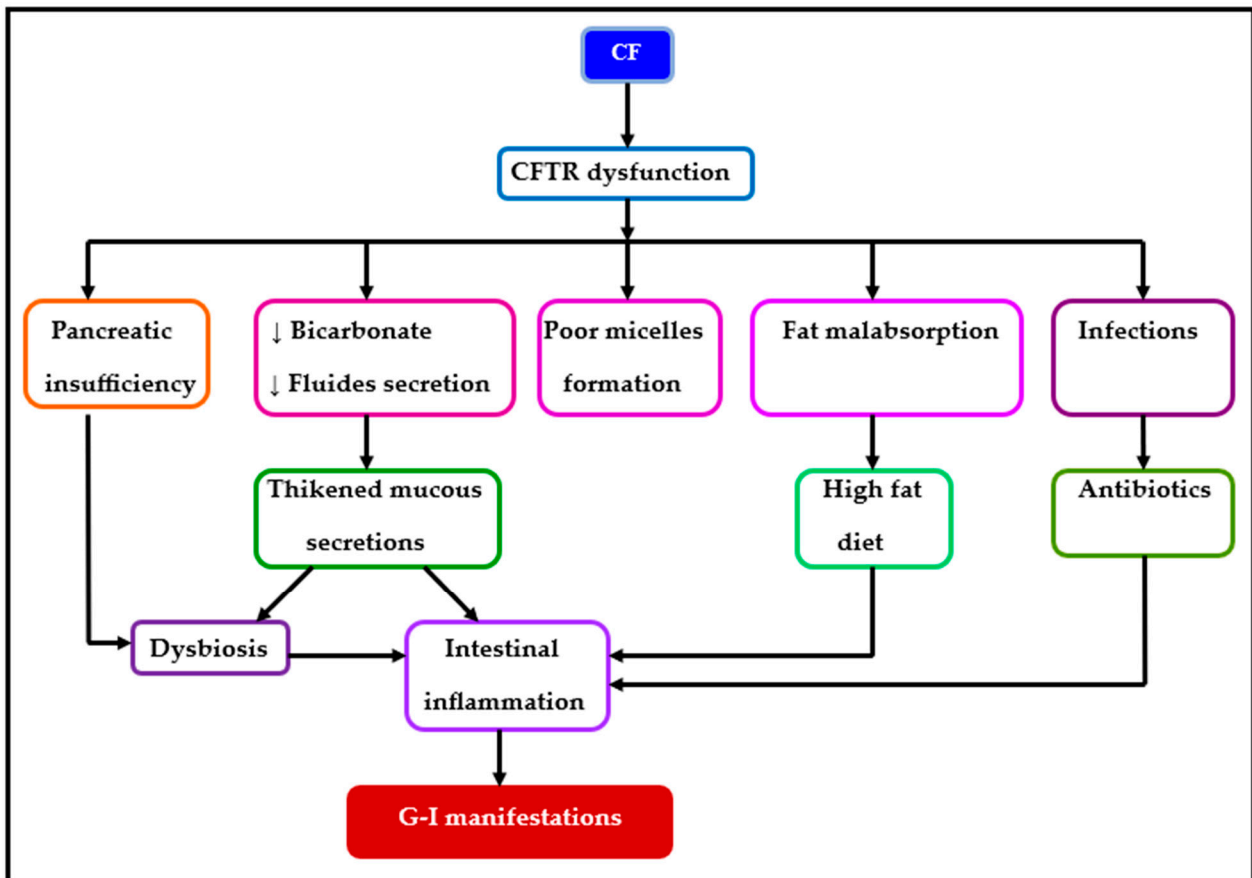 CF
CFTR dysfunction
Pancreatic
insufficiency
↓ Bicarbonate
↓ Fluides secretion
Poor micelles
formation
Fat malabsorption
Infections
Thikened mucous
secretions
High fat
diet
Antibiotics
Dysbiosis
Intestinal
inflammation
G-I manifestations